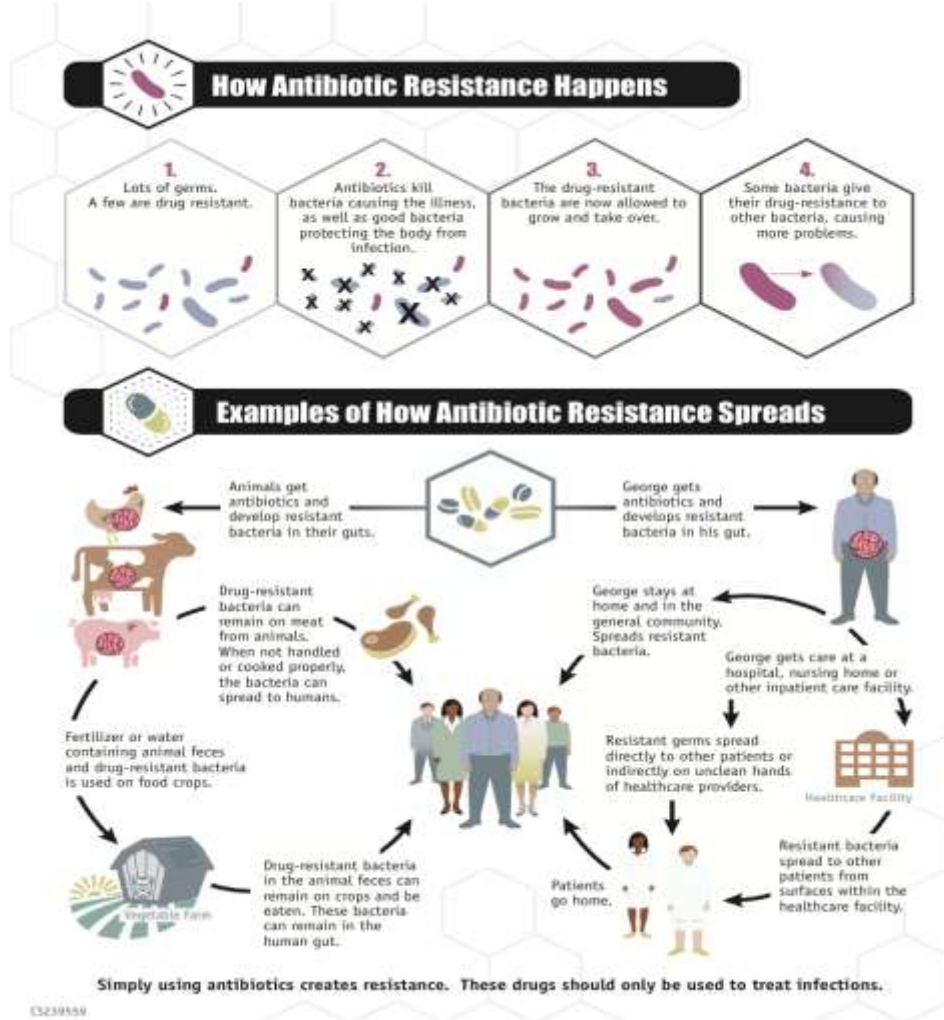 How Antibiotic Resistance Happens
1.
Lots of germs.
A few are drug resistant.
2.
Antibiotics kill
bacteria causing the illness,
as well as good bacteria
protecting the body from
infection.
3.
The drug-resistant
bacteria are now allowed to
grow and take over.
4.
Some bacteria give
their drug-resistance to
other bacteria, causing
more problems.
X X X X X X X X X X
Examples of How Antibiotic Resistance Spreads
Animals get
antibiotics and
develop resistant
bacteria in their guts.
George gets
antibiotics and
develops resistant
bacteria in his gut.
Drug-resistant
bacteria can
remain on meat
from animals.
When not handled
or cooked properly,
the bacteria can
spread to humans.
George stays at
home and in the
general community.
Spreads resistant
bacteria.
George gets care at a
hospital, nursing home or
other inpatient care facility.
Fertilizer or water
containing animal feces
and drug-resistant bacteria
is used on food crops.
Resistant germs spread
directly to other patients or
indirectly on unclean hands
of healthcare providers.
Healthcare Facility
Drug-resistant bacteria
in the animal feces can
remain on crops and be
eaten. These bacteria
can remain in the
human gut.
Vegetable Farm
Patients
go home.
Resistant bacteria
spread to other
patients from
surfaces within the
healthcare facility.
Simply using antibiotics creates resistance. These drugs should only be used to treat infections.
CS239559